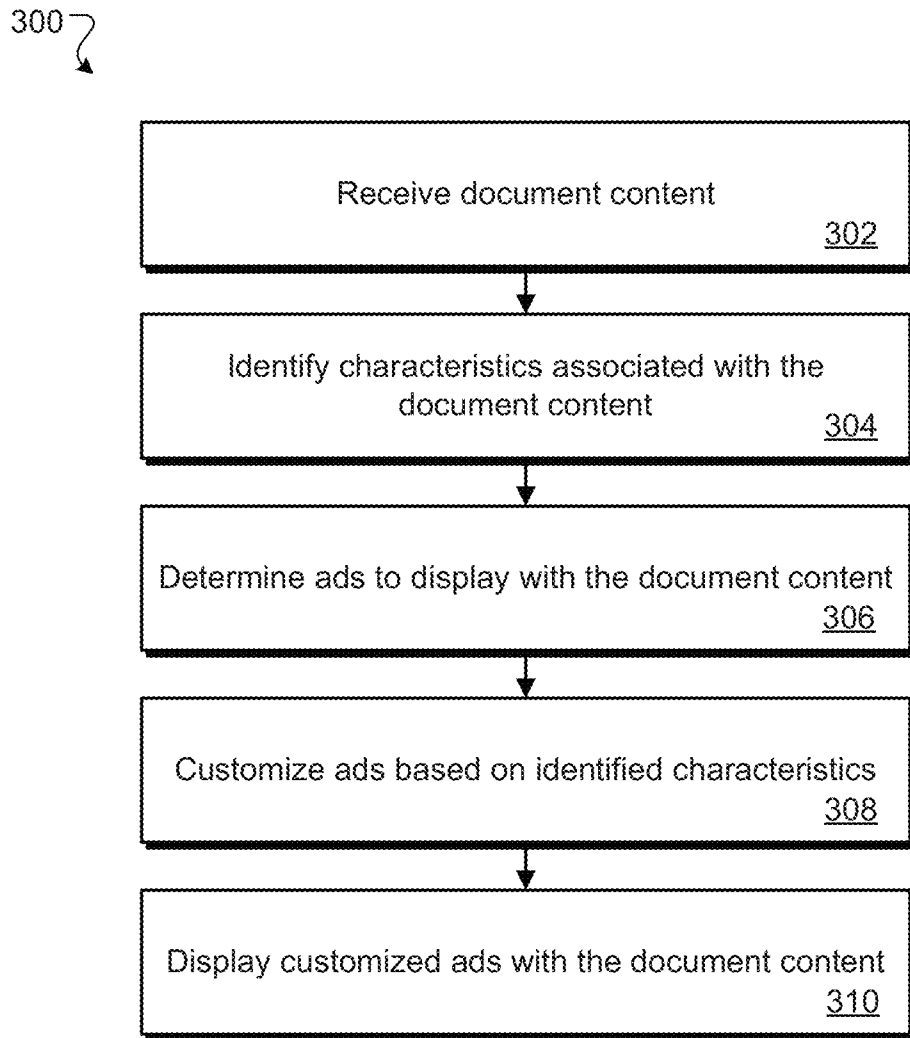 300
Receive document content
302
Identify characteristics associated with the
document content
304
Determine ads to display with the document content
306
Customize ads based on identified characteristics
308
Display customized ads with the document content
310